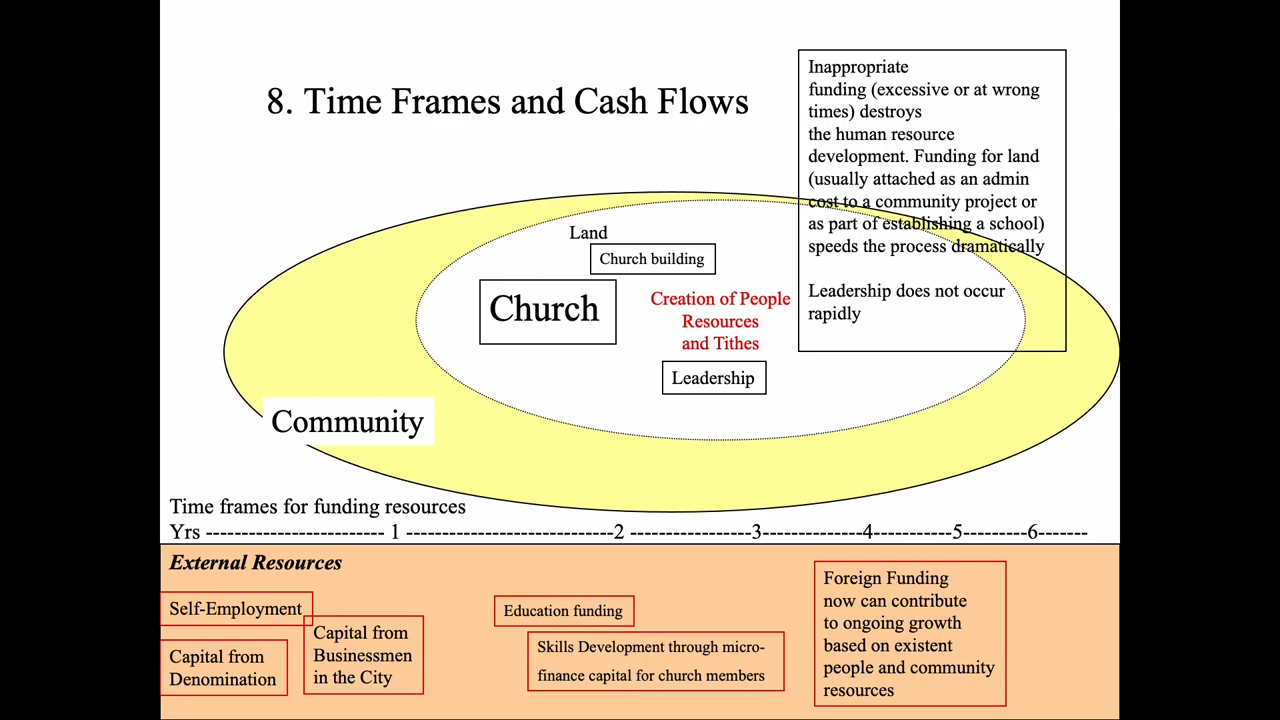 8. Time Frames and Cash Flows
Inappropriate
funding (excessive or at wrong
times) destroys
the human resource
development. Funding for land
(usually attached as an admin
cost to a community project or
as part of establishing a school)
speeds the process dramatically
Leadership does not occur
rapidly
Land
Church building
Church
Creation of People
Resources
and Tithes
Leadership
Community
Time frames for funding resources
Yrs ------------------------- 1 -----------------------------2 -----------------3--------------4-----------5---------6-------
External Resources
Self-Employment
Capital from
Denomination
Capital from
Businessmen
in the City
Education funding
Skills Development through micro-
finance capital for church members
Foreign Funding
now can contribute
to ongoing growth
based on existent
people and community
resources